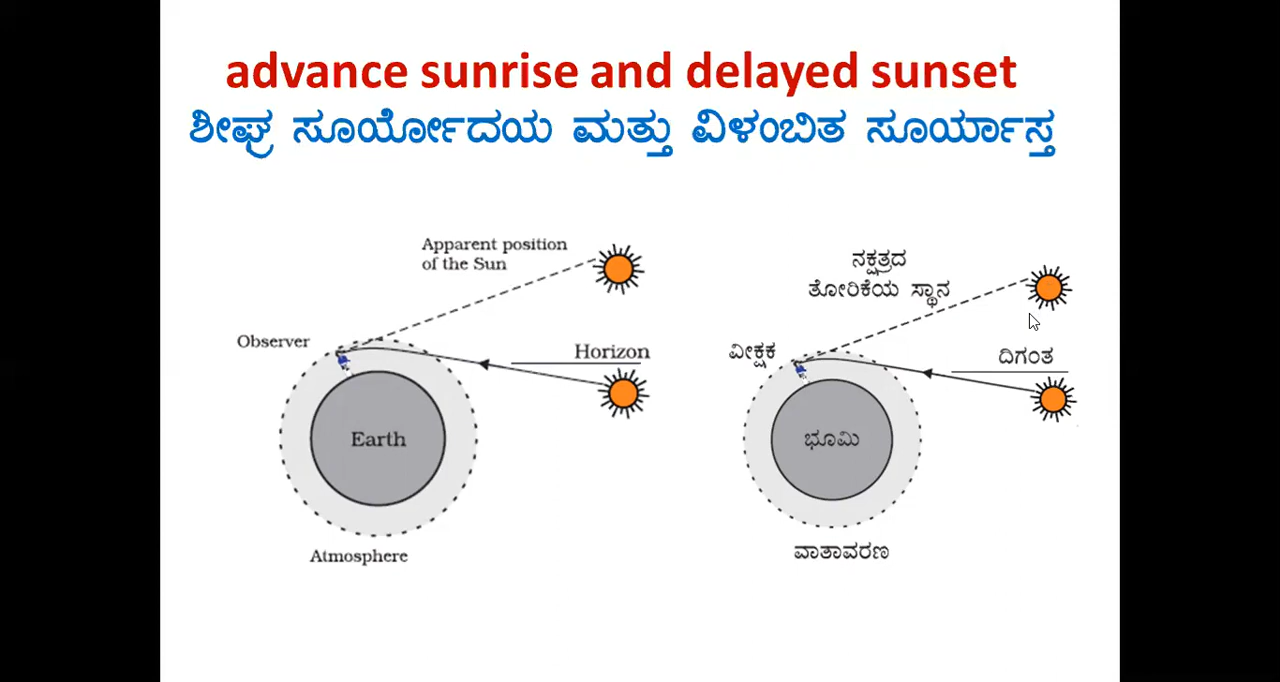 advance sunrise and delayed sunset
ಶೀಘ್ರ ಸೂರ್ಯೋದಯ ಮತ್ತು ವಿಳಂಬಿತ ಸೂರ್ಯಾಸ್ತ
Apparent position
of the Sun
Observer
Horizon
Earth
Atmosphere
ನಕ್ಷತ್ರದ
ತೋರಿಕೆಯ ಸ್ಥಾನ
ವೀಕ್ಷಕ
ದಿಗಂತ
ಭೂಮಿ
ವಾತಾವರಣ